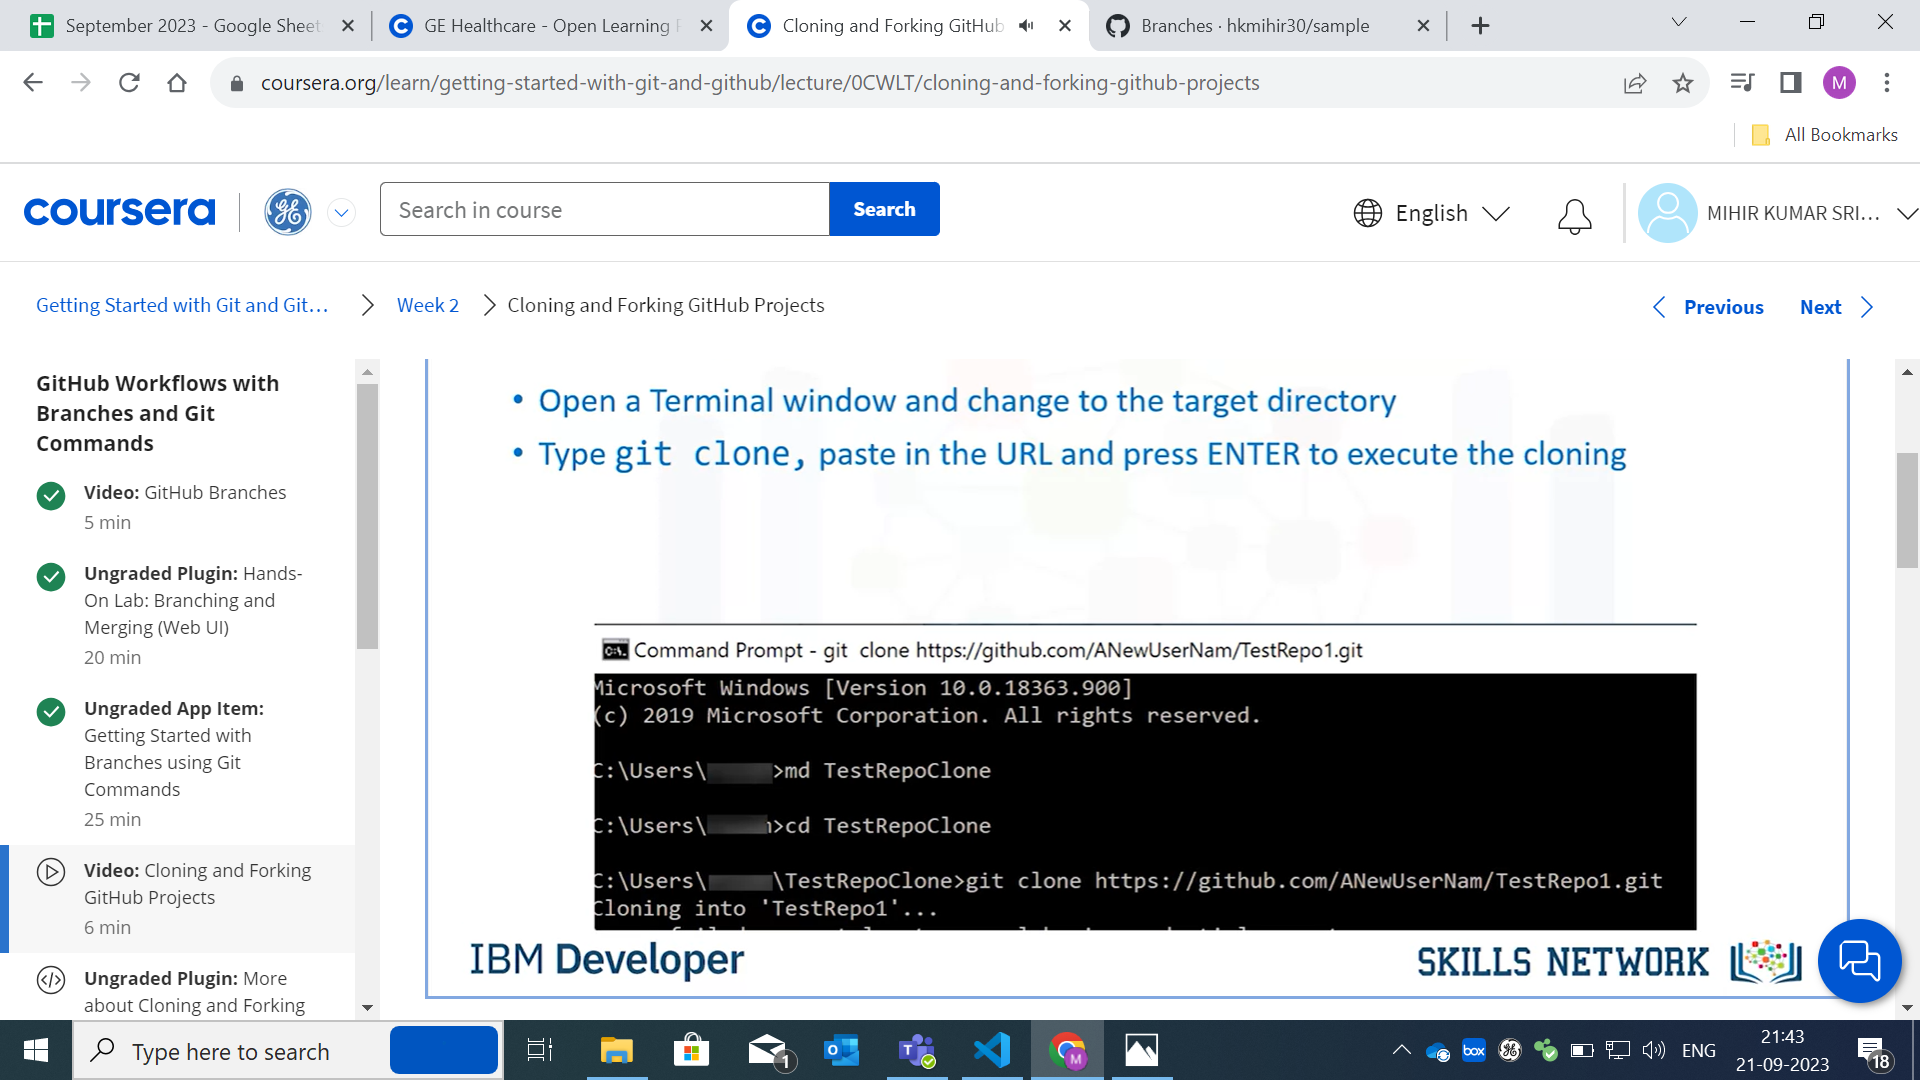 September 2023 - Google Sheet
GE Healthcare - Open Learning
Cloning and Forking GitHub
Branches · hkmihir30/sample
coursera.org/learn/getting-started-with-git-and-github/lecture/0CWLT/cloning-and-forking-github-projects
M
All Bookmarks
coursera
Search in course
Search
English
MIHIR KUMAR SRI...
Getting Started with Git and Git...
Week 2
Cloning and Forking GitHub Projects
Previous
Next
GitHub Workflows with
Branches and Git
Commands
Video: GitHub Branches
5 min
Ungraded Plugin: Hands-
On Lab: Branching and
Merging (Web UI)
20 min
Ungraded App Item:
Getting Started with
Branches using Git
Commands
25 min
Video: Cloning and Forking
GitHub Projects
6 min
Ungraded Plugin: More
about Cloning and Forking
• Open a Terminal window and change to the target directory
• Type git clone, paste in the URL and press ENTER to execute the cloning
Command Prompt - git  clone https://github.com/ANewUserNam/TestRepo1.git
Microsoft Windows [Version 10.0.18363.900]
(c) 2019 Microsoft Corporation. All rights reserved.
C:\Users\ >md TestRepoClone
C:\Users\ >cd TestRepoClone
C:\Users\ \TestRepoClone>git clone https://github.com/ANewUserNam/TestRepo1.git
Cloning into 'TestRepo1'...
IBM Developer
SKILLS NETWORK
Type here to search
1
M
box
ENG
21:43
21-09-2023
18